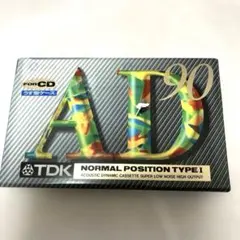 FOR CD
AD 90
TDK
NORMAL POSITION TYPE I
ACOUSTIC DYNAMIC CASSETTE SUPER LOW NOISE HIGH OUTPUT